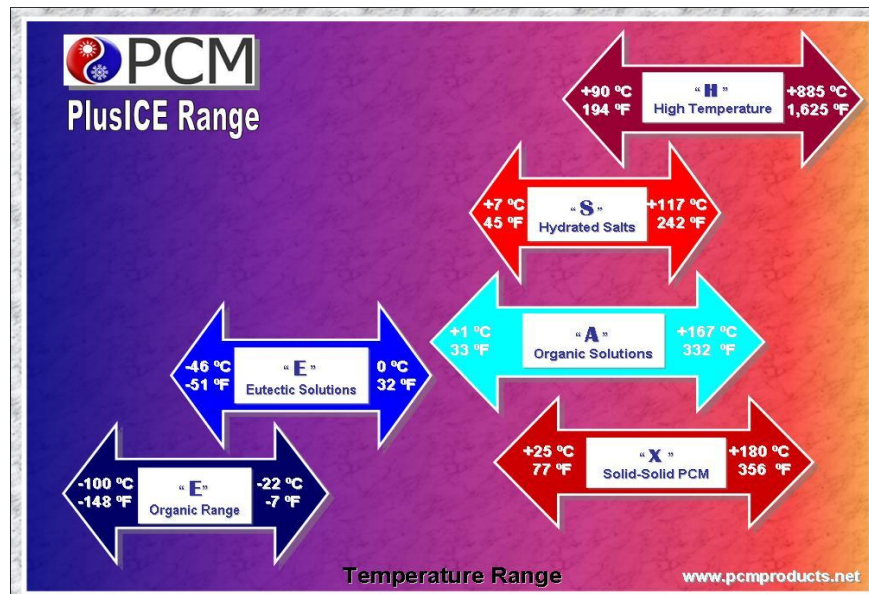 PCM
PlusICE Range
+90 ºC
194 ºF
“H”
High Temperature
+885 ºC
1,625 ºF
+7 ºC
45 ºF
“S”
Hydrated Salts
+117 ºC
242 ºF
+1 ºC
33 ºF
“A”
Organic Solutions
+167 ºC
332 ºF
-46 ºC
-51 ºF
“E”
Eutectic Solutions
0 ºC
32 ºF
+25 ºC
77 ºF
“X”
Solid-Solid PCM
+180 ºC
356 ºF
-100 ºC
-148 ºF
“E”
Organic Range
-22 ºC
-7 ºF
Temperature Range
www.pcmproducts.net